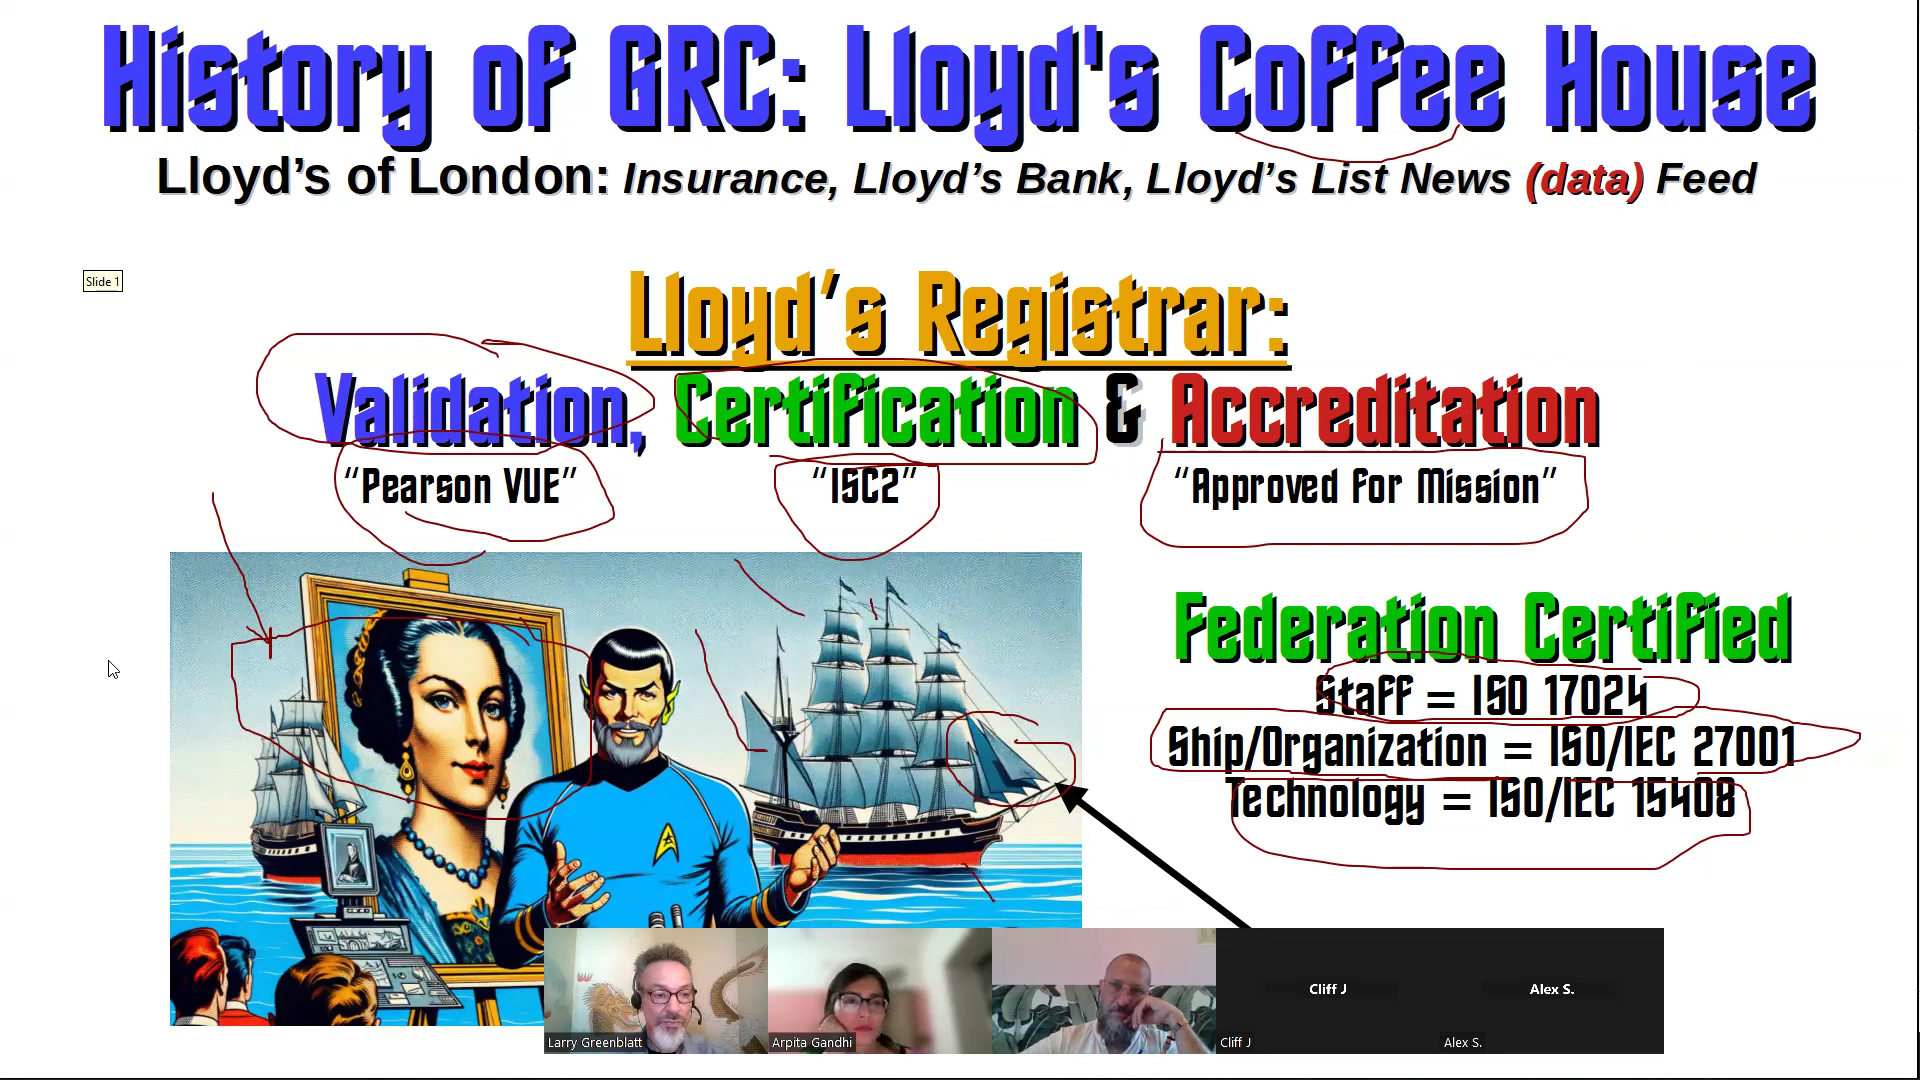 History of GRC: Lloyd's Coffee House
Lloyd’s of London: Insurance, Lloyd’s Bank, Lloyd’s List News (data) Feed
Slide 1
Lloyd’s Registrar:
Validation, Certification & Accreditation
“Pearson VUE” “ISC2” “Approved for Mission”
Federation Certified
Staff = ISO 17024
Ship/Organization = ISO/IEC 27001
Technology = ISO/IEC 15408
Cliff J
Alex S.
Larry Greenblatt
Arpita Gandhi
Cliff J
Alex S.